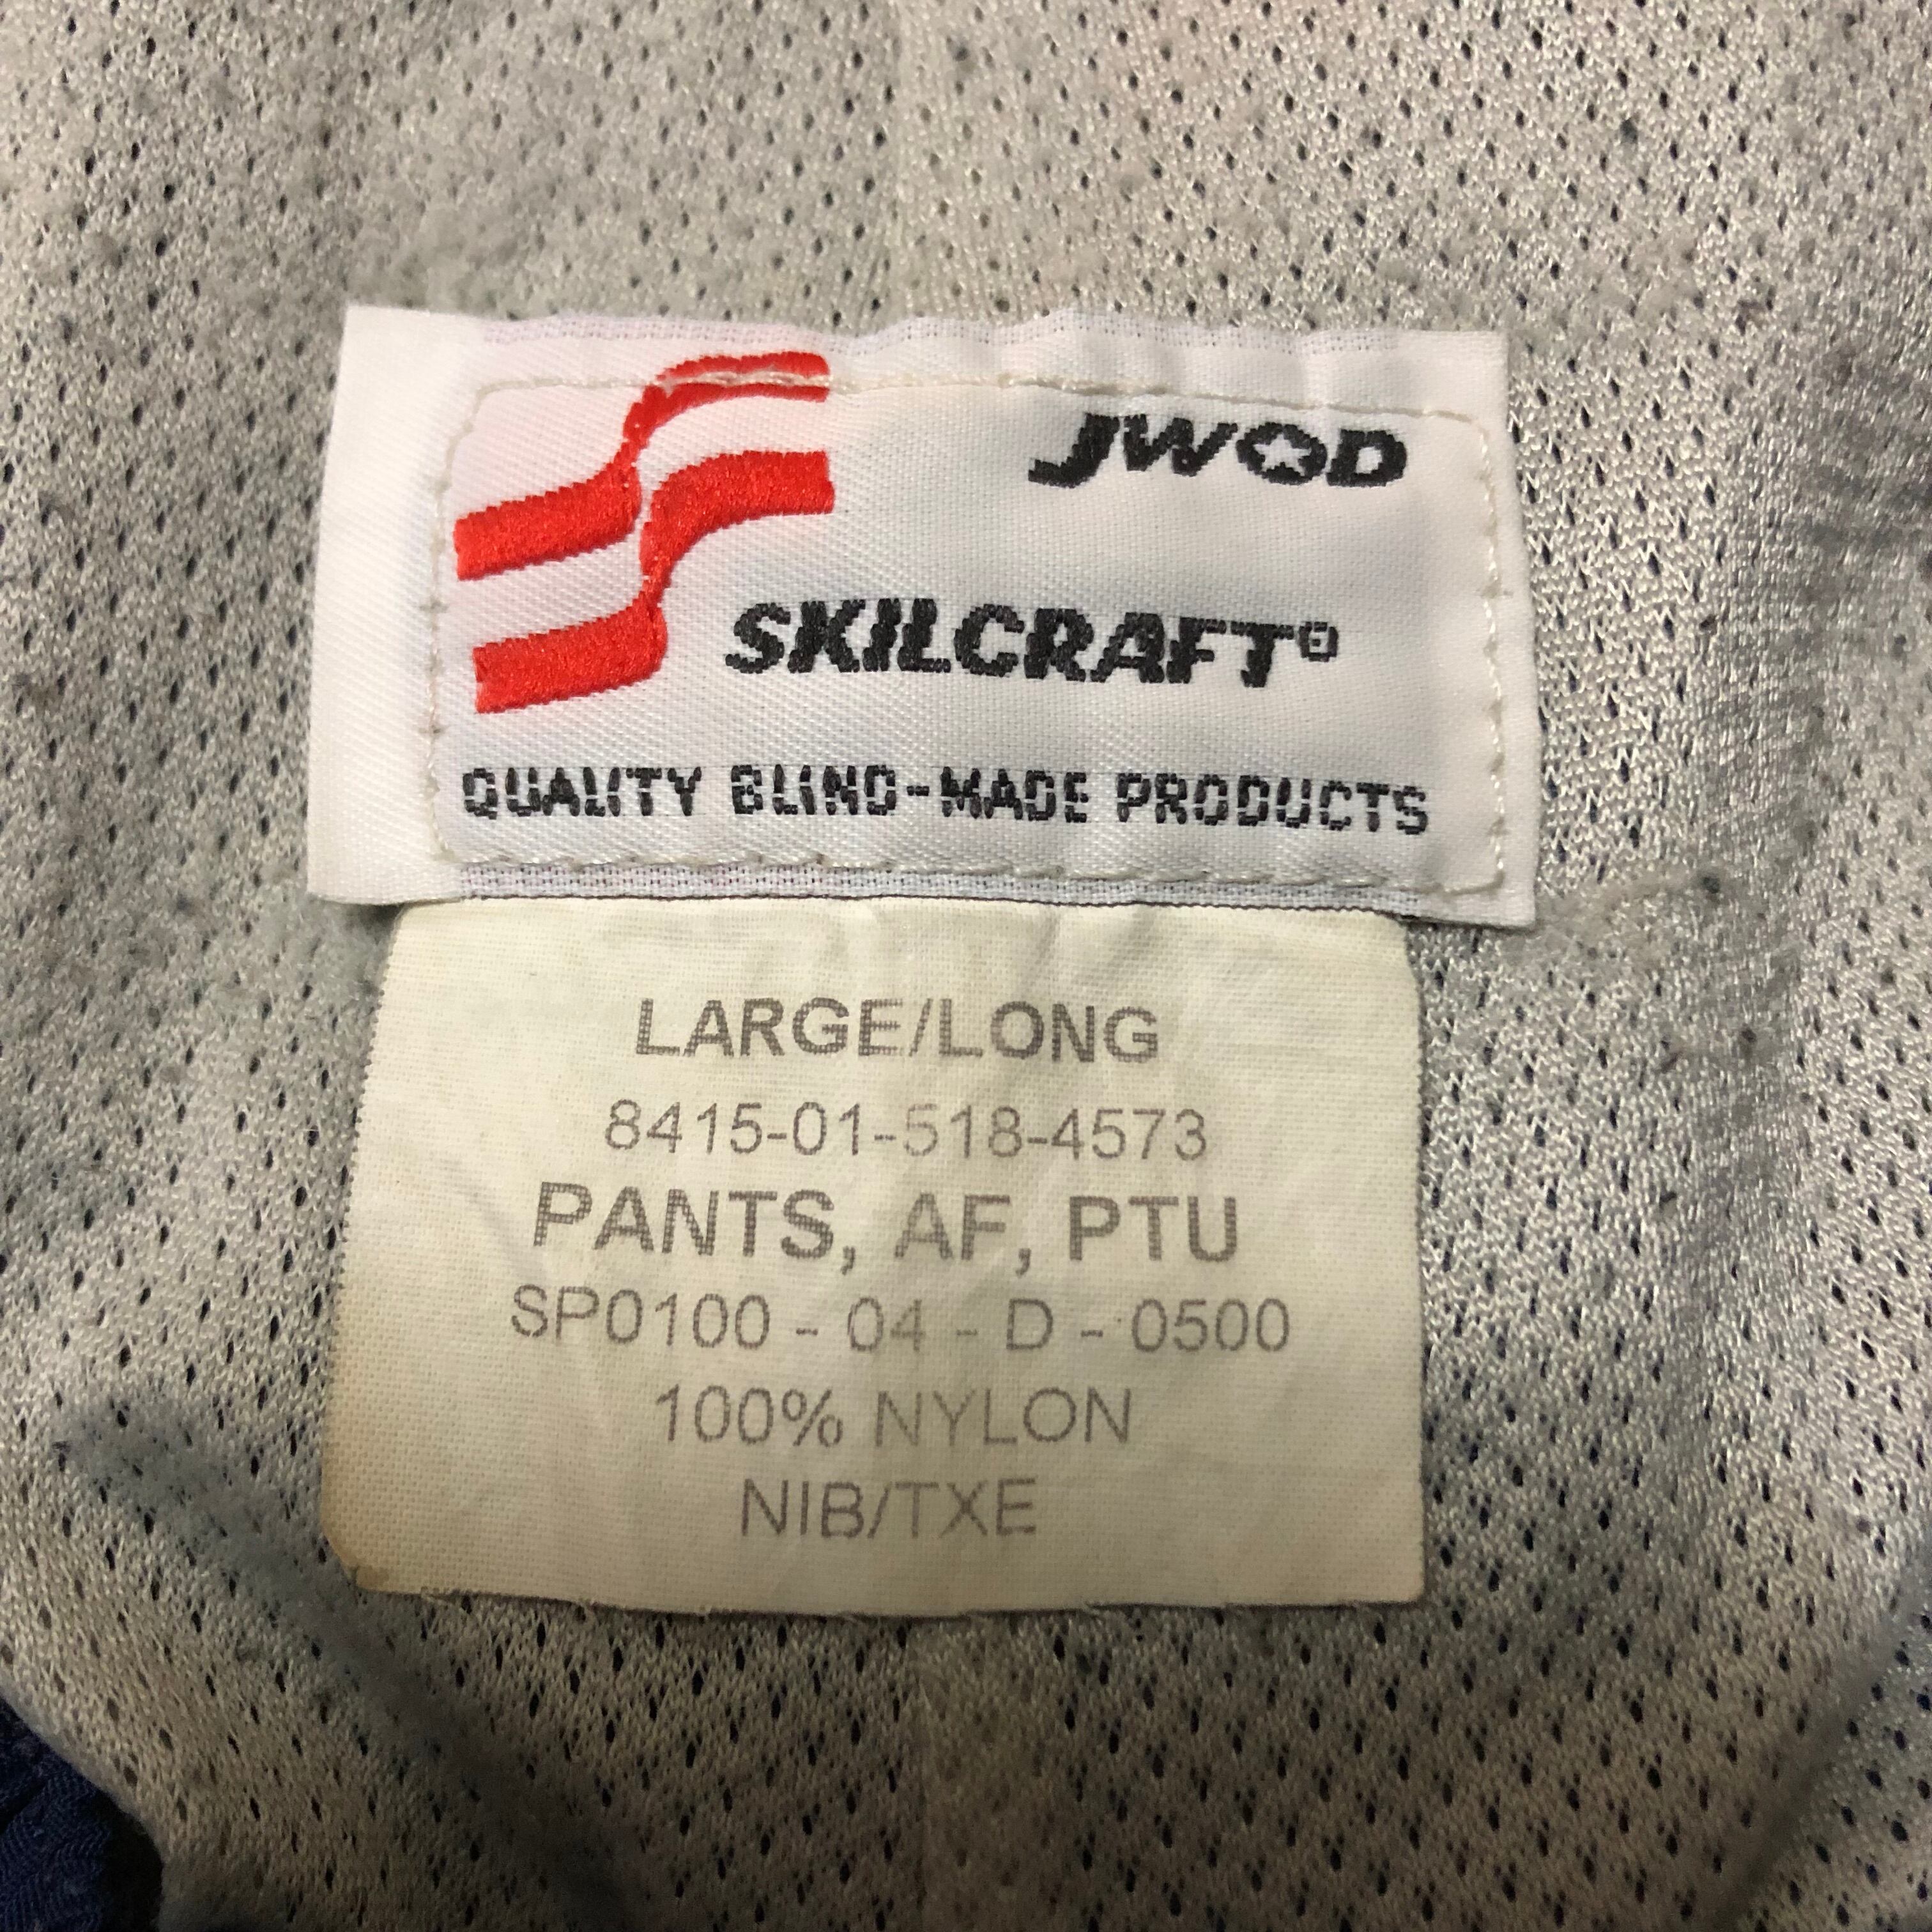 JWOD
SKILCRAFT®
QUALITY BLIND-MADE PRODUCTS
LARGE/LONG
8415-01-518-4573
PANTS, AF, PTU
SP0100 - 04 - D - 0500
100% NYLON
NIB/TXE